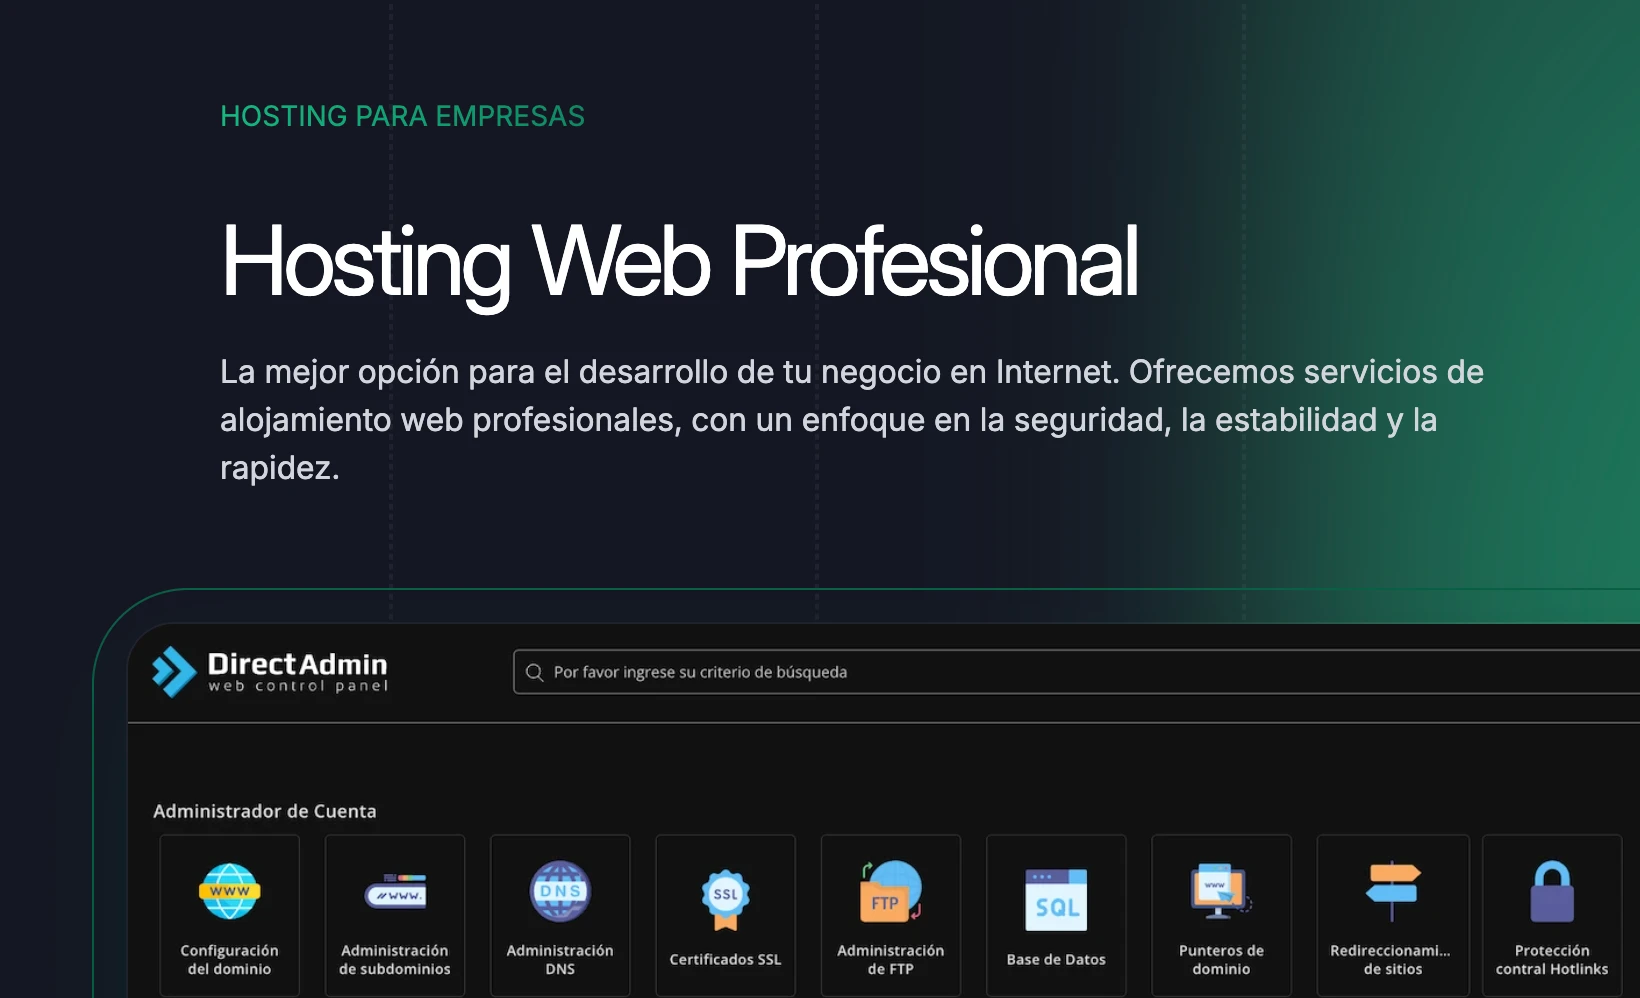 HOSTING PARA EMPRESAS
Hosting Web Profesional
La mejor opción para el desarrollo de tu negocio en Internet. Ofrecemos servicios de
alojamiento web profesionales, con un enfoque en la seguridad, la estabilidad y la
rapidez.
DirectAdmin
web control panel
Por favor ingrese su criterio de búsqueda
Administrador de Cuenta
WWW
Configuración
del dominio
//www.
Administración
de subdominios
DNS
Administración
DNS
SSL
Certificados SSL
FTP
Administración
de FTP
SQL
Base de Datos
www
Punteros de
dominio
Redireccionami...
de sitios
Protección
contral Hotlinks